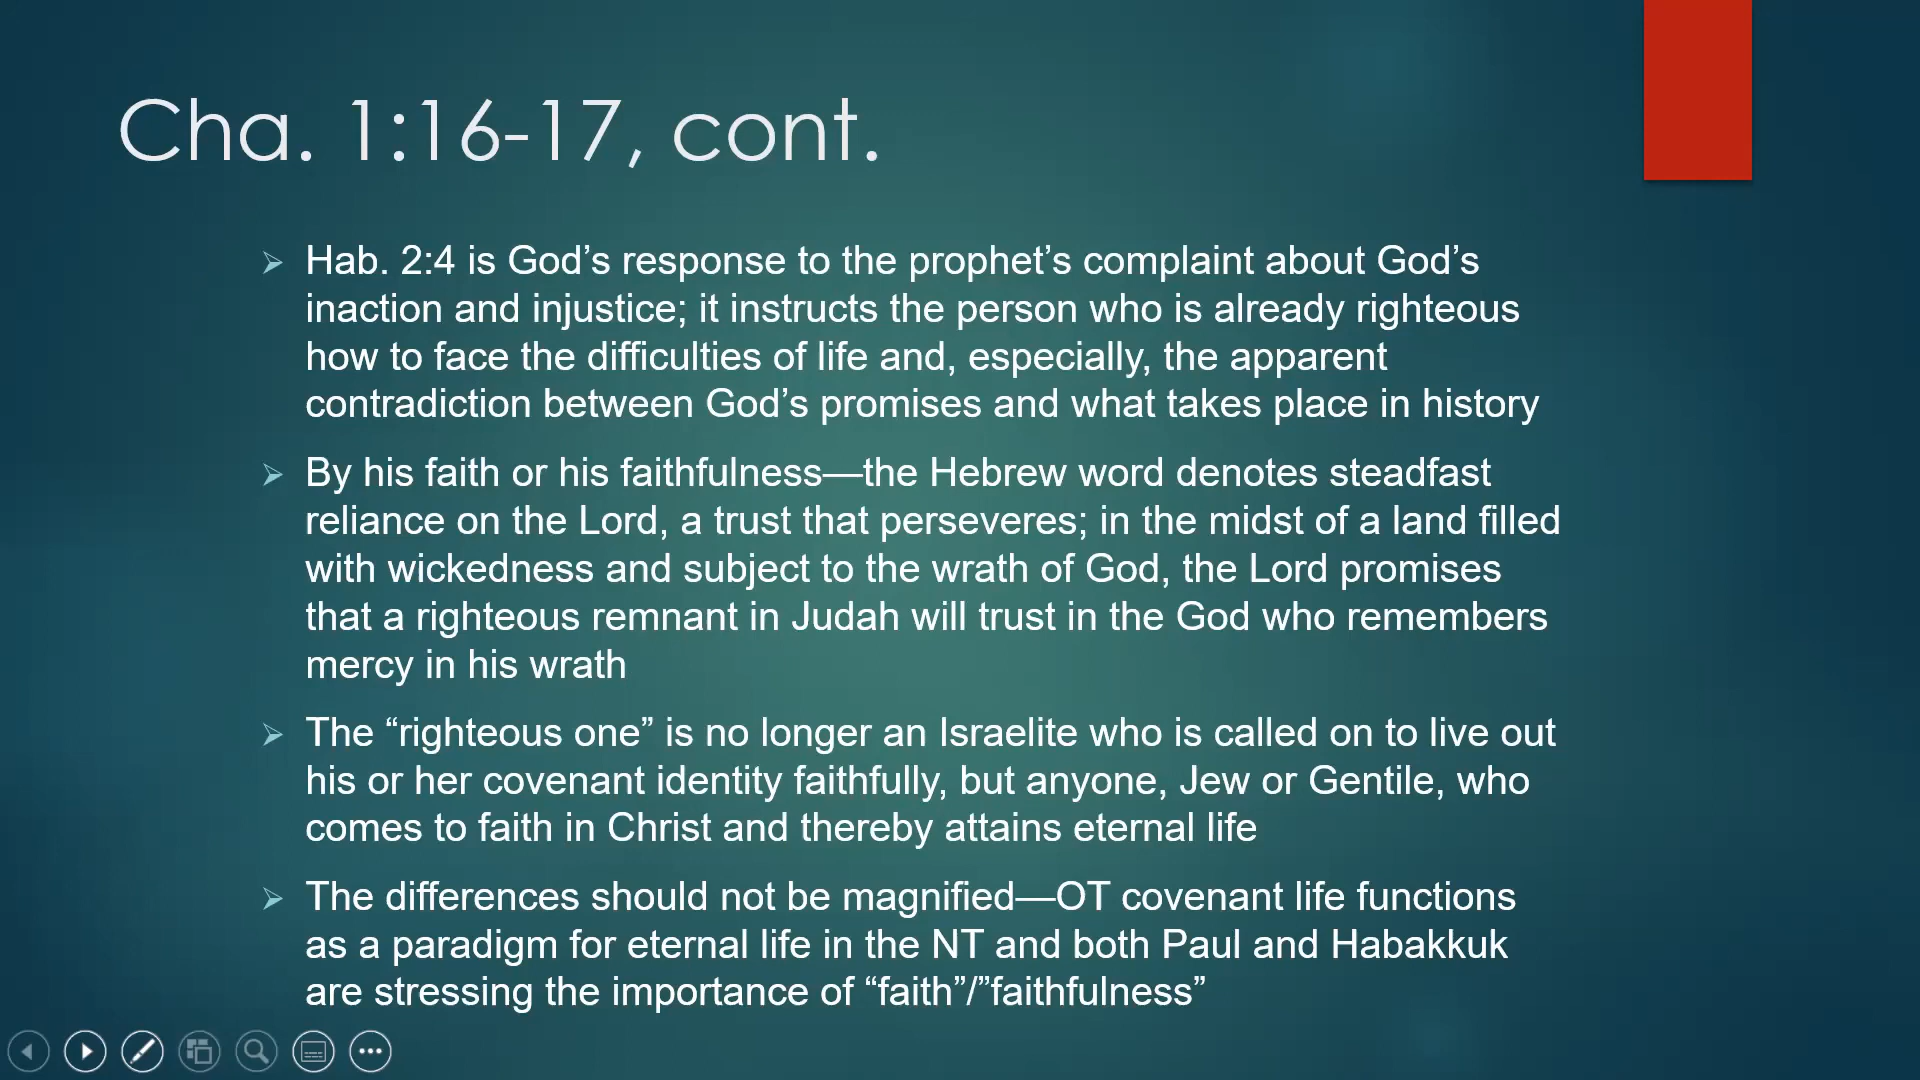 Cha. 1:16-17, cont.
Hab. 2:4 is God’s response to the prophet’s complaint about God’s
inaction and injustice; it instructs the person who is already righteous
how to face the difficulties of life and, especially, the apparent
contradiction between God’s promises and what takes place in history
By his faith or his faithfulness—the Hebrew word denotes steadfast
reliance on the Lord, a trust that perseveres; in the midst of a land filled
with wickedness and subject to the wrath of God, the Lord promises
that a righteous remnant in Judah will trust in the God who remembers
mercy in his wrath
The “righteous one” is no longer an Israelite who is called on to live out
his or her covenant identity faithfully, but anyone, Jew or Gentile, who
comes to faith in Christ and thereby attains eternal life
The differences should not be magnified—OT covenant life functions
as a paradigm for eternal life in the NT and both Paul and Habakkuk
are stressing the importance of “faith”/”faithfulness”